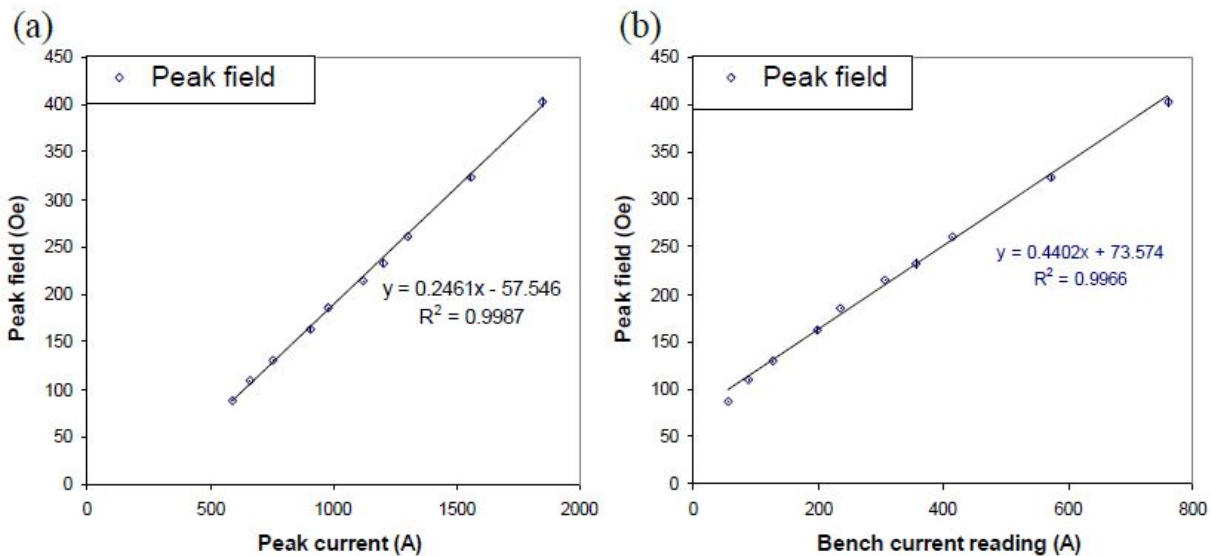 (a)
Peak field
450
400
350
300
250
200
150
100
50
0
Peak field (Oe)
y = 0.2461x - 57.546
R² = 0.9987
0 500 1000 1500 2000
Peak current (A)
(b)
Peak field
450
400
350
300
250
200
150
100
50
0
Peak field (Oe)
y = 0.4402x + 73.574
R² = 0.9966
0 200 400 600 800
Bench current reading (A)